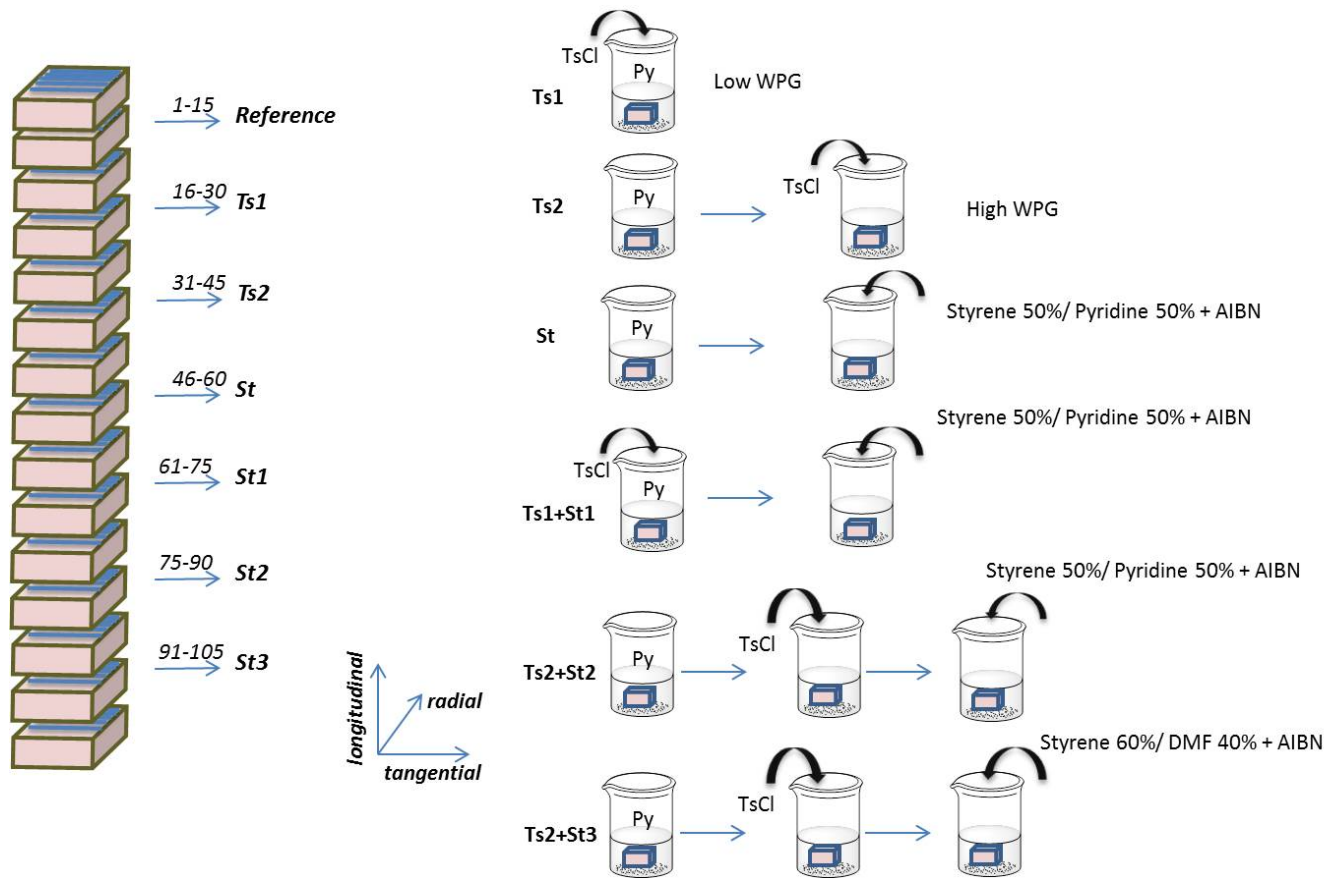 1-15
Reference
16-30
Ts1
31-45
Ts2
46-60
St
61-75
St1
75-90
St2
91-105
St3
longitudinal
radial
tangential
TsCl
Py
Low WPG
Ts1
Py
TsCl
Ts2
High WPG
Py
Styrene 50%/ Pyridine 50% + AIBN
St
Styrene 50%/ Pyridine 50% + AIBN
TsCl
Py
Ts1+St1
Styrene 50%/ Pyridine 50% + AIBN
TsCl
Py
Ts2+St2
Styrene 60%/ DMF 40% + AIBN
TsCl
Py
Ts2+St3